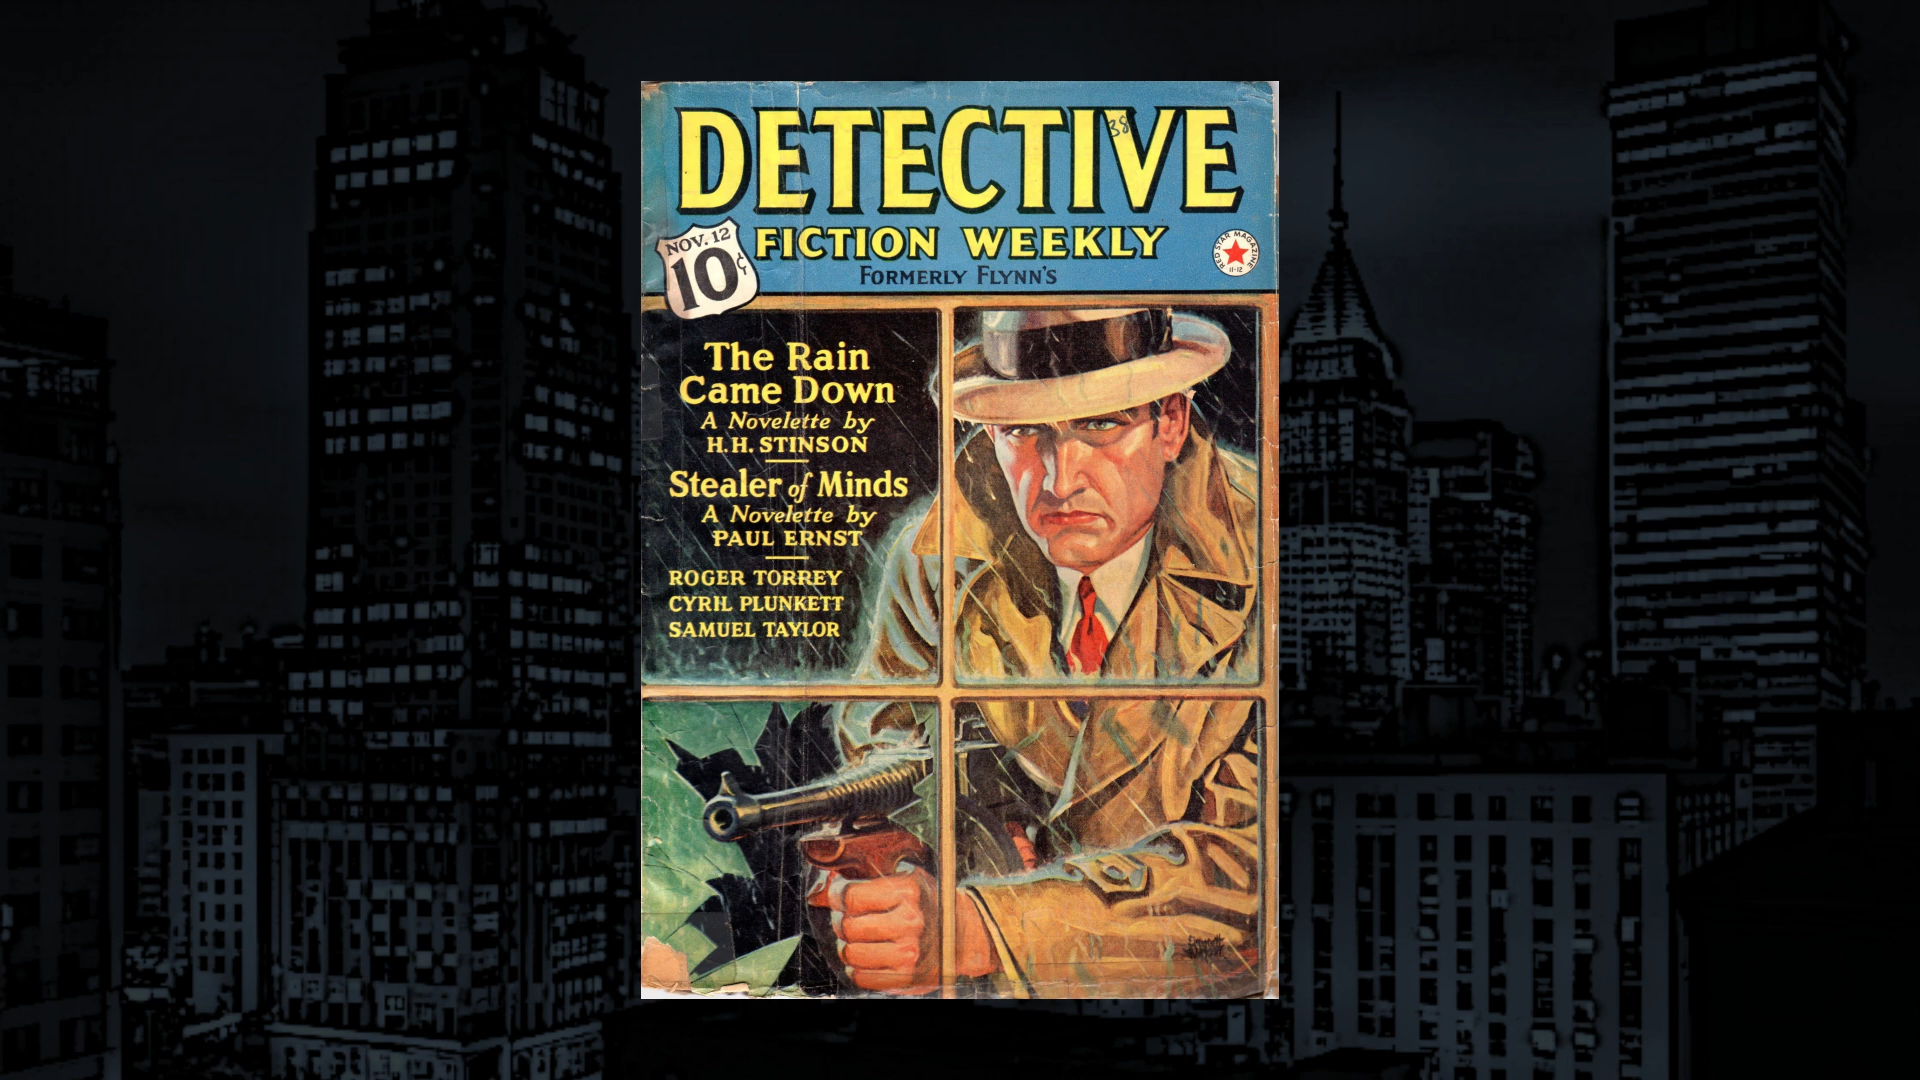 DETECTIVE
38
FICTION WEEKLY
FORMERLY FLYNN'S
NOV. 12
10¢
RED STAR MAGAZINE
11-12
The Rain
Came Down
A Novelette by
H.H. STINSON
Stealer of Minds
A Novelette by
PAUL ERNST
ROGER TORREY
CYRIL PLUNKETT
SAMUEL TAYLOR